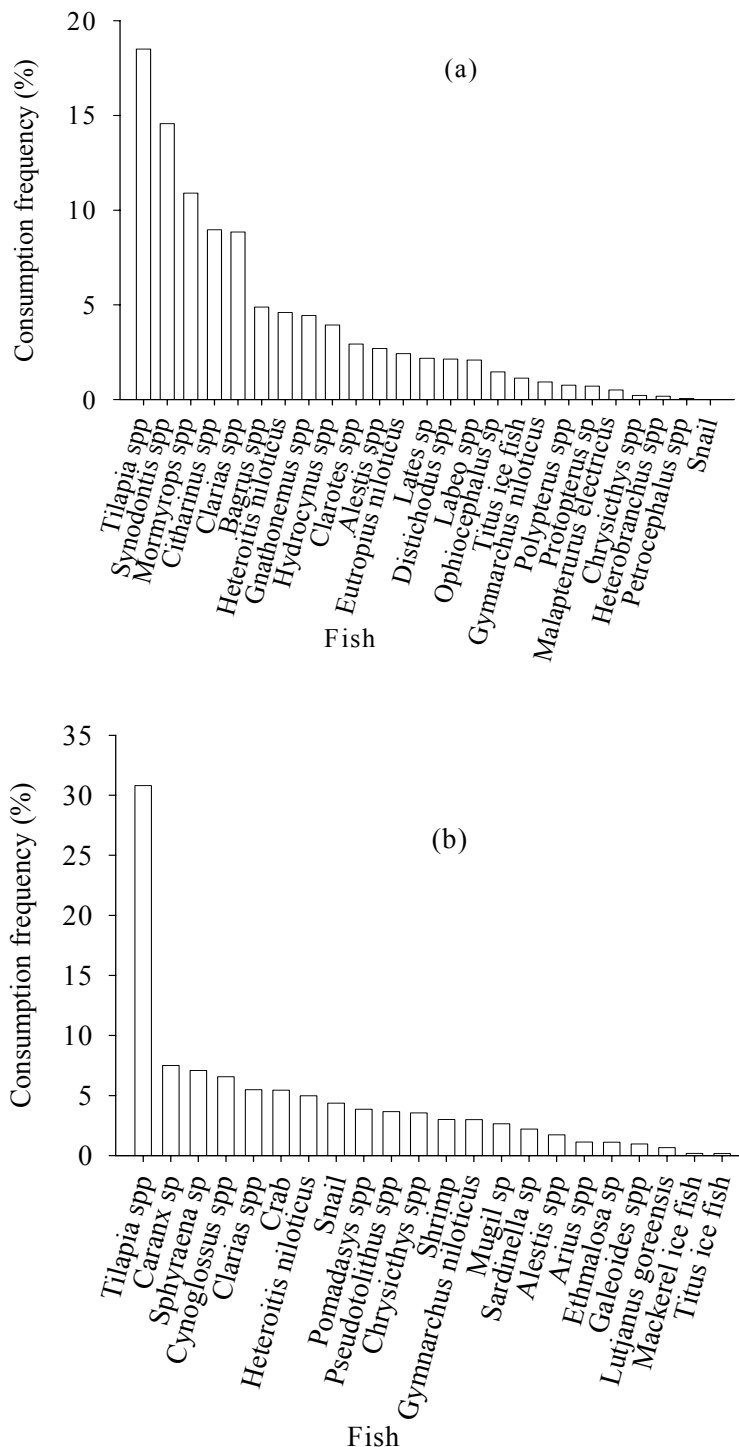 20
15
10
5
0
Consumption frequency (%)
(a)
Tilapia spp
Synodontis spp
Mormyrops spp
Citharinus spp
Clarias spp
Bagrus spp
Heteroitis niloticus
Gnathonemus spp
Hydrocynus spp
Clarotes spp
Alestis spp
Eutropius niloticus
Lates sp
Distichodus spp
Labeo spp
Ophiocephalus sp
Titus ice fish
Gymnarchus niloticus
Polypterus spp
Protopterus sp
Malapterurus electricus
Chrysicthys spp
Heterobranchus spp
Petrocephalus spp
Snail
Fish
35
30
25
20
15
10
5
0
Consumption frequency (%)
(b)
Tilapia spp
Caranx sp
Sphyraena sp
Cynoglossus spp
Clarias spp
Crab
Heteroitis niloticus
Snail
Pomadasys spp
Pseudotolithus spp
Chrysicthys spp
Shrimp
Gymnarchus niloticus
Mugil sp
Sardinella sp
Alestis spp
Arius spp
Ethmalosa sp
Galeoides spp
Lutjanus goreensis
Mackerel ice fish
Titus ice fish
Fish